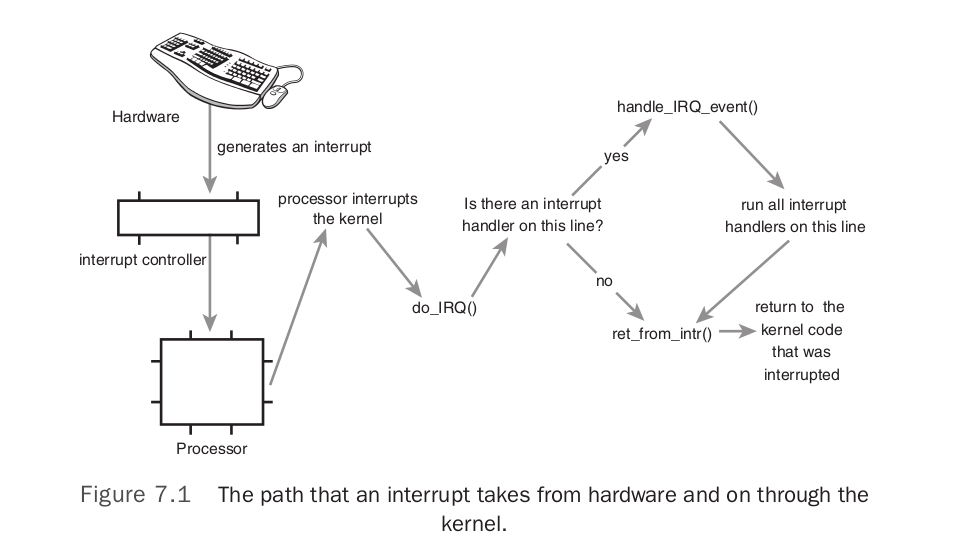 Hardware
generates an interrupt
interrupt controller
Processor
processor interrupts
the kernel
do_IRQ()
Is there an interrupt
handler on this line?
yes
no
handle_IRQ_event()
run all interrupt
handlers on this line
ret_from_intr()
return to the
kernel code
that was
interrupted
Figure 7.1 The path that an interrupt takes from hardware and on through the
kernel.